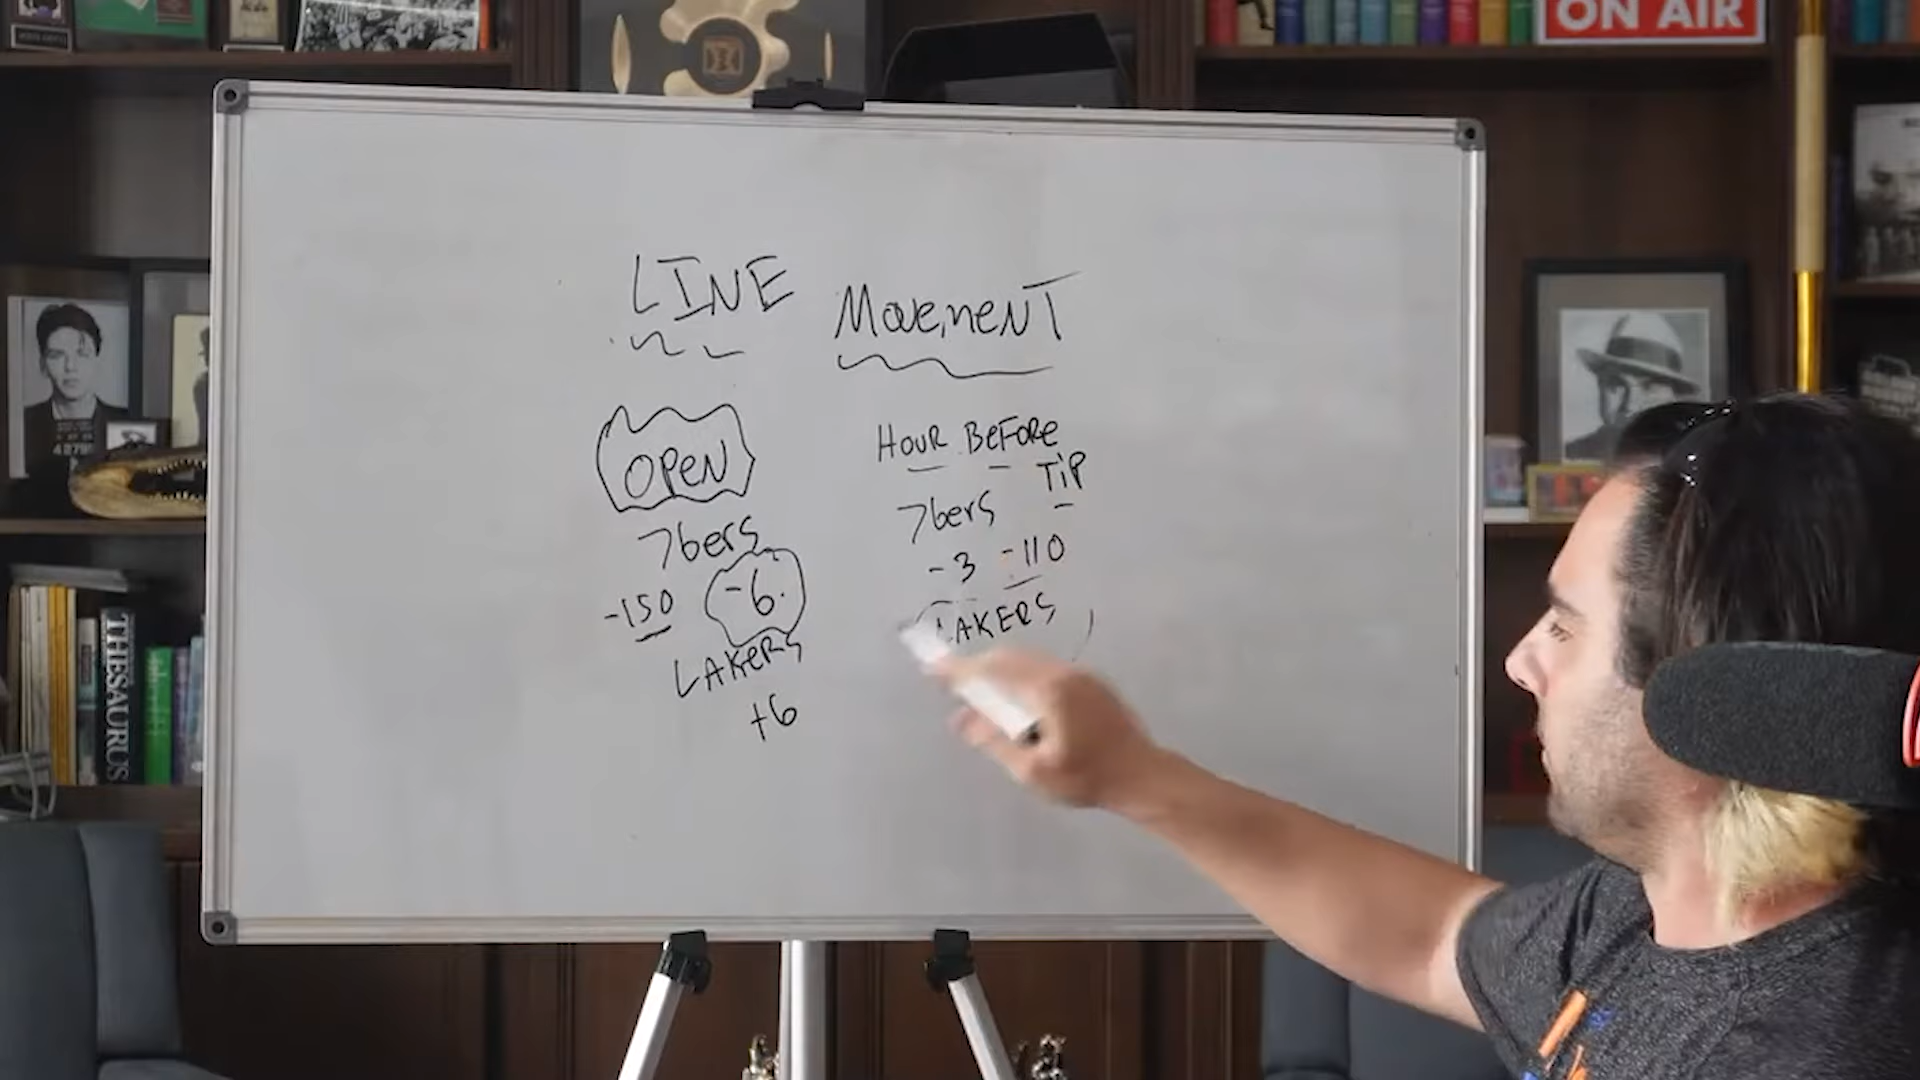 ON AIR
LINE MovemeNT
OPeN
76ers
-150 -6.
LAKeRS
+6
HOUR BeFORe
TiP
76ers
-3 -110
LAKERS
THESAURUS